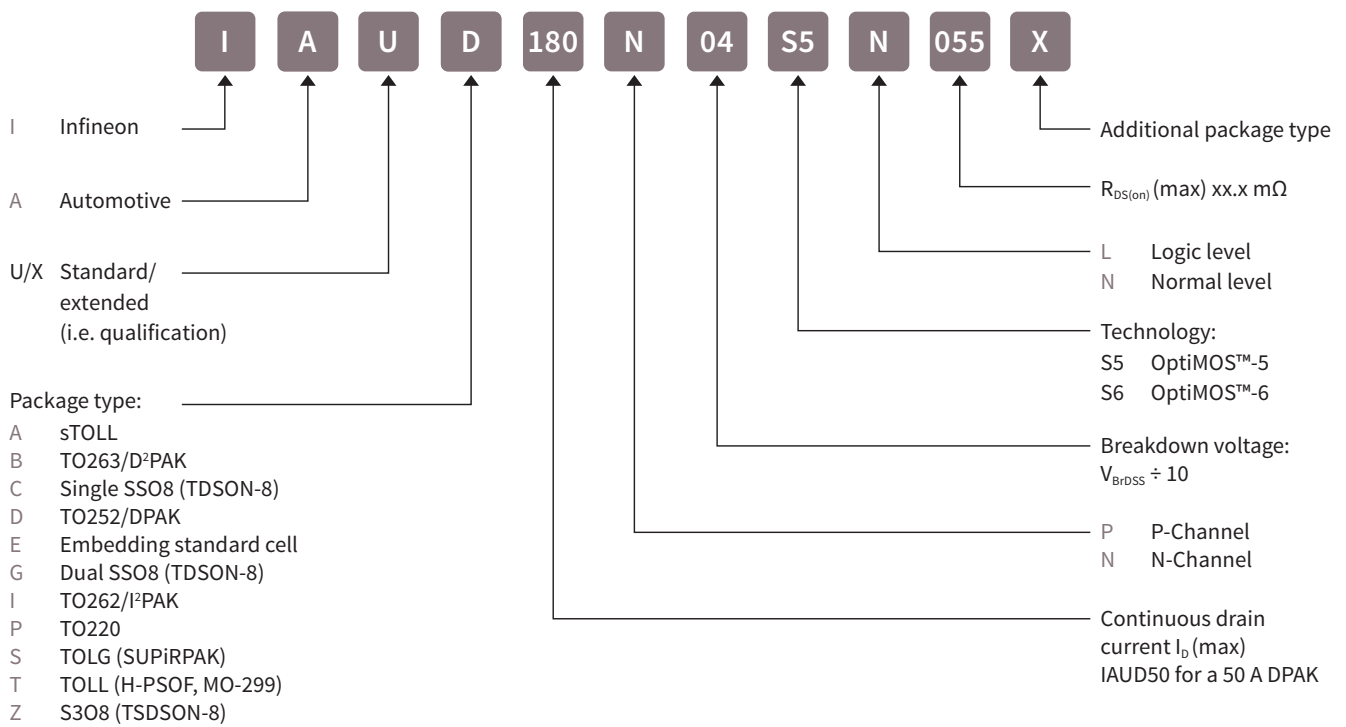 I A U D 180 N 04 S5 N 055 X
I Infineon
A Automotive
U/X Standard/
extended
(i.e. qualification)
Package type:
A sTOLL
B TO263/D²PAK
C Single SSO8 (TDSON-8)
D TO252/DPAK
E Embedding standard cell
G Dual SSO8 (TDSON-8)
I TO262/I²PAK
P TO220
S TOLG (SUPiRPAK)
T TOLL (H-PSOF, MO-299)
Z S3O8 (TSDSON-8)
Additional package type
RDS(on) (max) xx.x mΩ
L Logic level
N Normal level
Technology:
S5 OptiMOS™-5
S6 OptiMOS™-6
Breakdown voltage:
VBrDSS ÷ 10
P P-Channel
N N-Channel
Continuous drain
current ID (max)
IAUD50 for a 50 A DPAK